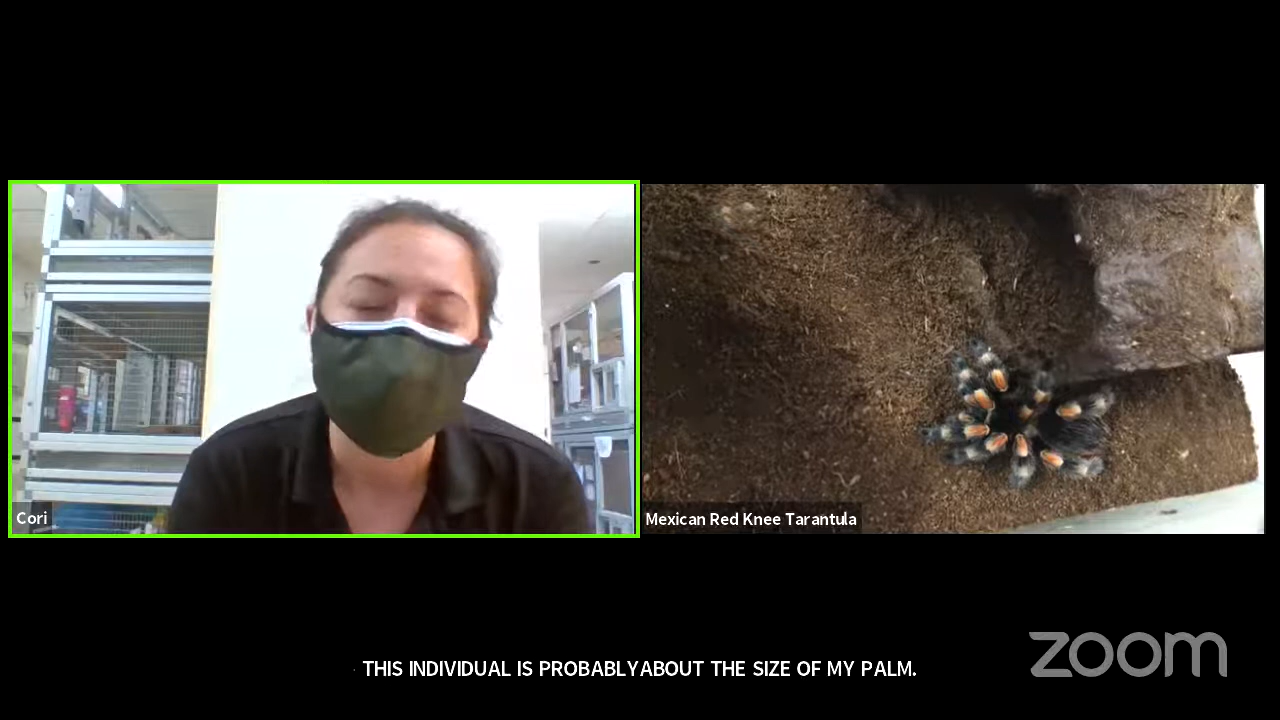 Cori
Mexican Red Knee Tarantula
THIS INDIVIDUAL IS PROBABLYABOUT THE SIZE OF MY PALM.
zoom